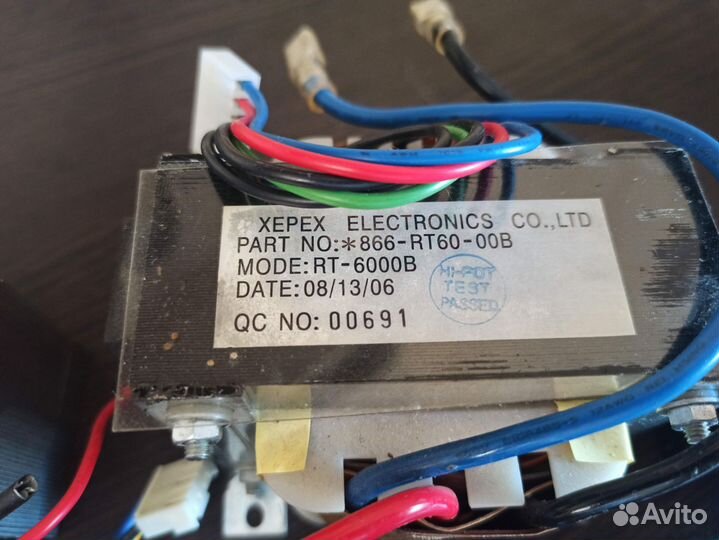 XEPEX ELECTRONICS CO.,LTD
PART NO:*866-RT60-00B
MODE:RT-6000B
DATE:08/13/06
QC NO: 00691
HI-POT
TEST
PASSED
Avito